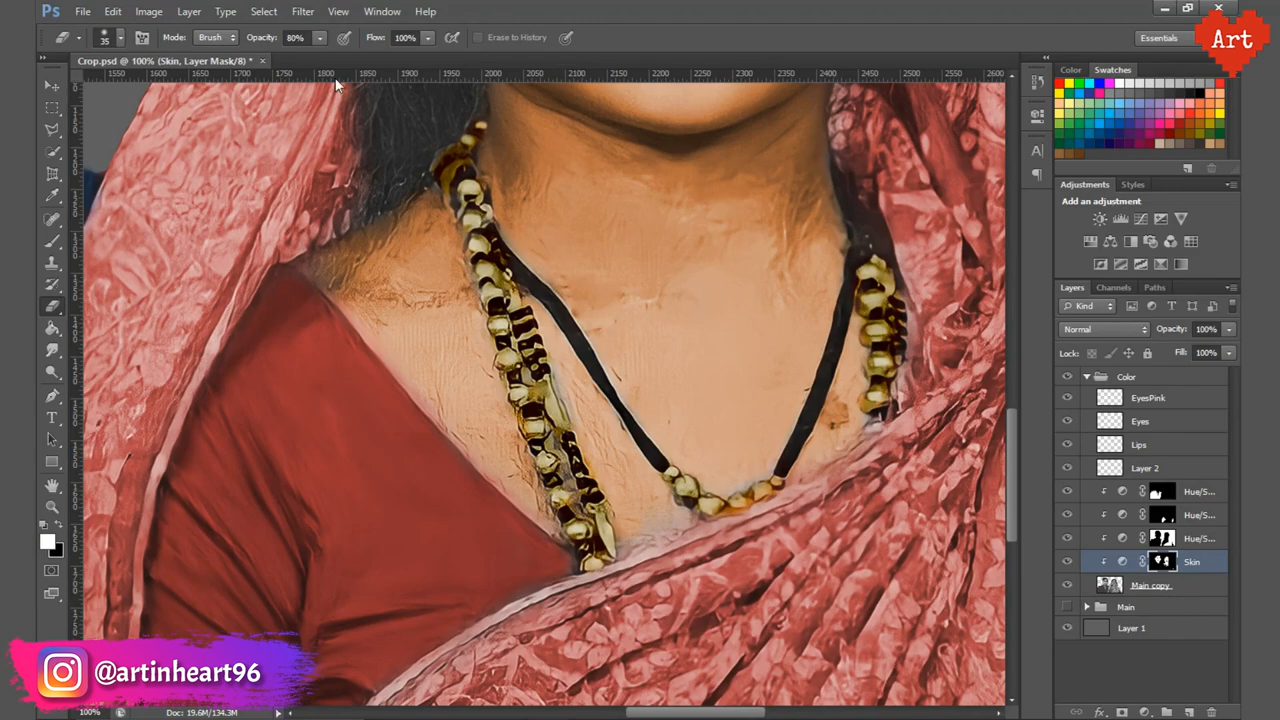 Ps File Edit Image Layer Type Select Filter View Window Help
35 Mode: Brush Opacity: 80% Flow: 100% Erase to History Essentials
Art
Crop.psd @ 100% (Skin, Layer Mask/8) * ×
1550 1600 1650 1700 1750 1800 1850 1900 1950 2000 2050 2100 2150 2200 2250 2300 2350 2400 2450 2500 2550 2600
Color Swatches
Adjustments Styles
Add an adjustment
Layers Channels Paths
Kind
Normal Opacity: 100%
Lock: Fill: 100%
Color
EyesPink
Eyes
Lips
Layer 2
Hue/S...
Hue/S...
Hue/S...
Skin
Main copy
Main
Layer 1
@artinheart96
100% Doc: 19.6M/134.3M